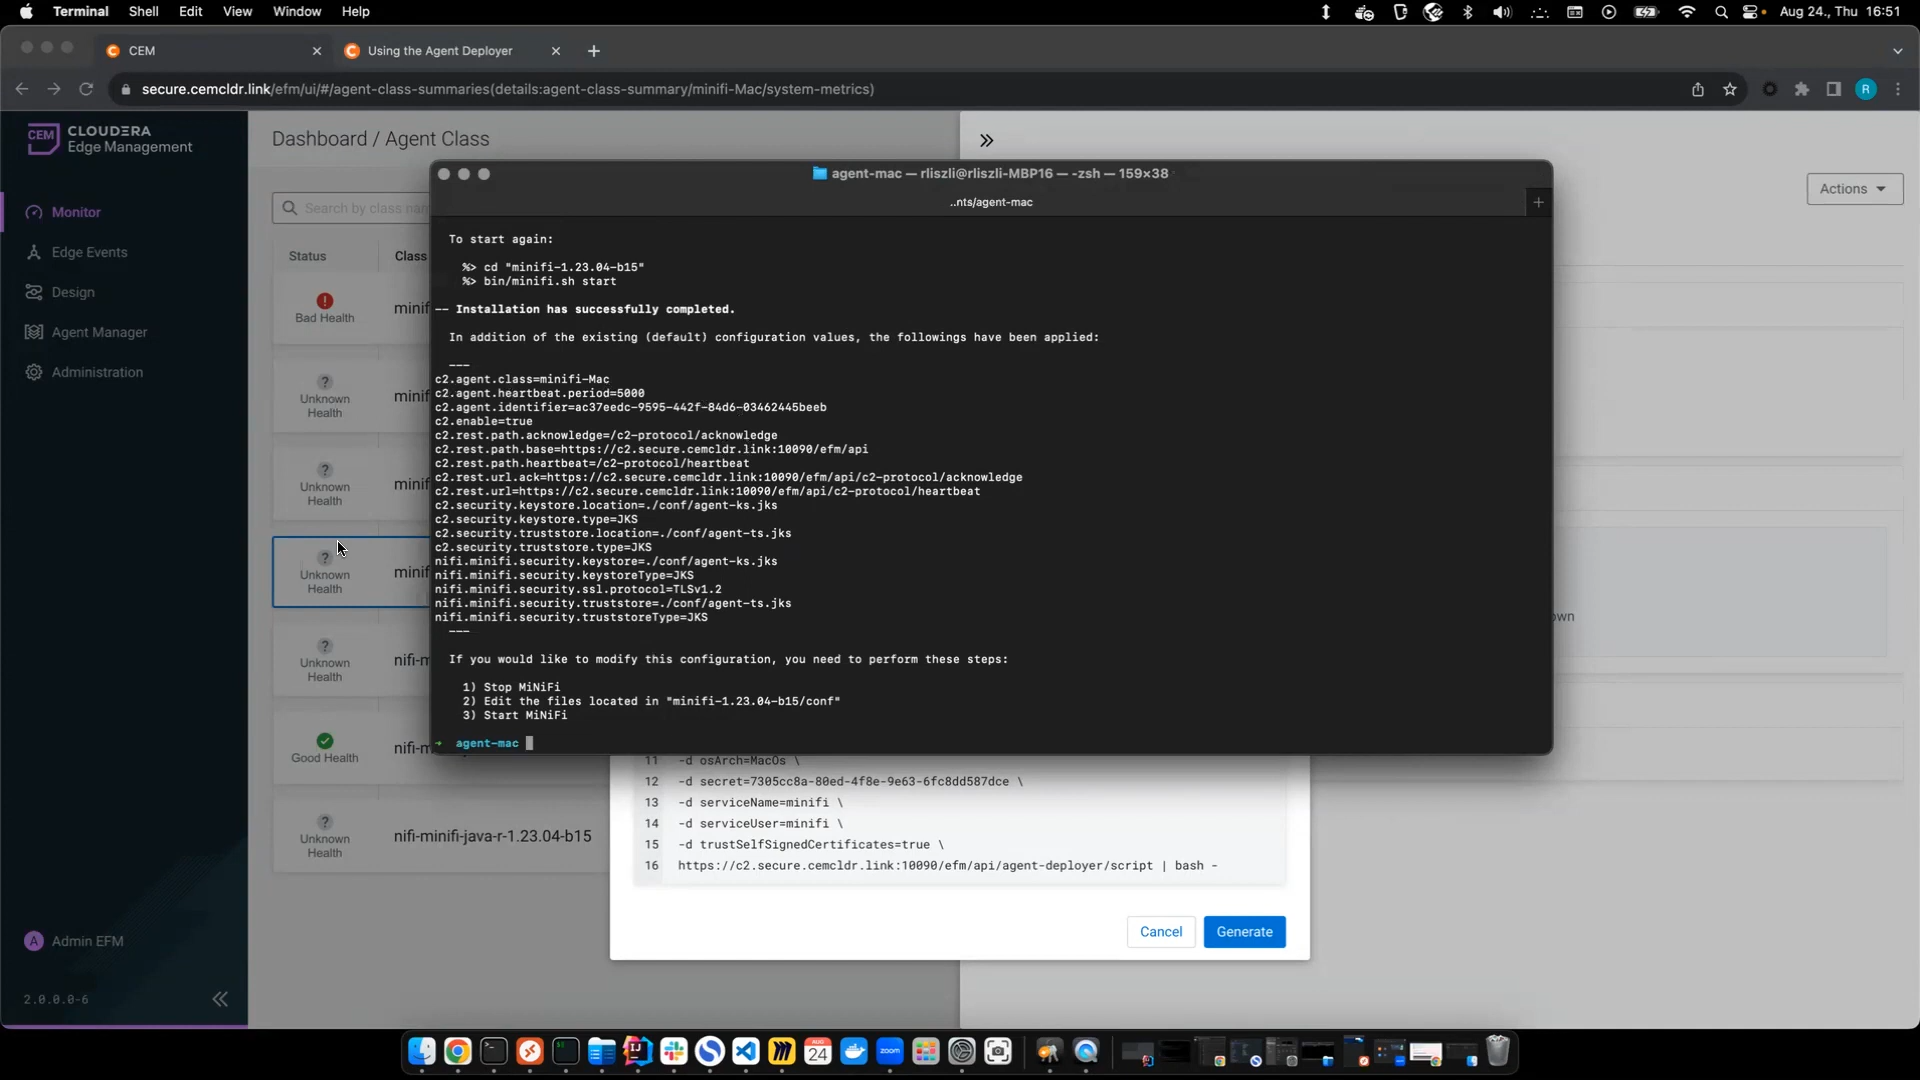 Terminal Shell Edit View Window Help
Aug 24., Thu 16:51
CEM
Using the Agent Deployer
secure.cemcldr.link/efm/ui/#/agent-class-summaries(details:agent-class-summary/minifi-Mac/system-metrics)
R
CEM CLOUDERA
Edge Management
Monitor
Edge Events
Design
Agent Manager
Administration
A Admin EFM
2.0.0.0-6
Dashboard / Agent Class
Search by class nam
Actions
Status Class
Bad Health minif
Unknown Health minif
Unknown Health minif
Unknown Health minif
Unknown Health nifi-m
Good Health nifi-m
Unknown Health nifi-minifi-java-r-1.23.04-b15
own
agent-mac — rliszli@rliszli-MBP16 — -zsh — 159×38
..nts/agent-mac
To start again:
%> cd "minifi-1.23.04-b15"
%> bin/minifi.sh start
-- Installation has successfully completed.
In addition of the existing (default) configuration values, the followings have been applied:
---
c2.agent.class=minifi-Mac
c2.agent.heartbeat.period=5000
c2.agent.identifier=ac37eedc-9595-442f-84d6-03462445beeb
c2.enable=true
c2.rest.path.acknowledge=/c2-protocol/acknowledge
c2.rest.path.base=https://c2.secure.cemcldr.link:10090/efm/api
c2.rest.path.heartbeat=/c2-protocol/heartbeat
c2.rest.url.ack=https://c2.secure.cemcldr.link:10090/efm/api/c2-protocol/acknowledge
c2.rest.url=https://c2.secure.cemcldr.link:10090/efm/api/c2-protocol/heartbeat
c2.security.keystore.location=./conf/agent-ks.jks
c2.security.keystore.type=JKS
c2.security.truststore.location=./conf/agent-ts.jks
c2.security.truststore.type=JKS
nifi.minifi.security.keystore=./conf/agent-ks.jks
nifi.minifi.security.keystoreType=JKS
nifi.minifi.security.ssl.protocol=TLSv1.2
nifi.minifi.security.truststore=./conf/agent-ts.jks
nifi.minifi.security.truststoreType=JKS
---
If you would like to modify this configuration, you need to perform these steps:
1) Stop MiNiFi
2) Edit the files located in "minifi-1.23.04-b15/conf"
3) Start MiNiFi
→ agent-mac
11 -d osArch=MacOs \
12 -d secret=7305cc8a-80ed-4f8e-9e63-6fc8dd587dce \
13 -d serviceName=minifi \
14 -d serviceUser=minifi \
15 -d trustSelfSignedCertificates=true \
16 https://c2.secure.cemcldr.link:10090/efm/api/agent-deployer/script | bash -
Cancel Generate
AUG
24
zoom